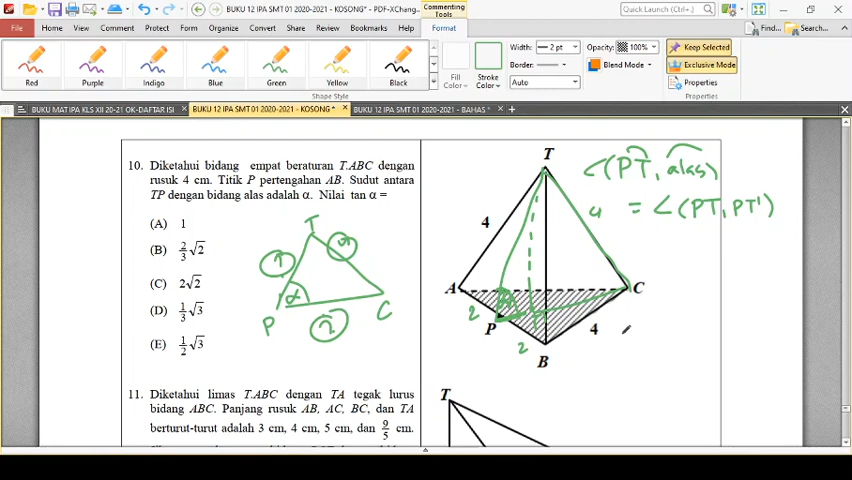 BUKU 12 IPA SMT 01 2020-2021 - KOSONG* - PDF-XChang...
Commenting Tools
Quick Launch (Ctrl+.)
File Home Convert Comment View Protect Form Organize Share Review Bookmarks Help Format
Find...
Search...
Red
Purple
Indigo
Blue
Green
Yellow
Black
Shape Style
Fill Color
Stroke Color
Width: 2 pt
Border:
Auto
Opacity: 100%
Blend Mode
Keep Selected
Exclusive Mode
Properties
Properties
BUKU MAT IPA KLS XII 20-21 OK-DAFTAR ISI
BUKU 12 IPA SMT 01 2020-2021 - KOSONG *
BUKU 12 IPA SMT 01 2020-2021 - BAHAS *
10. Diketahui bidang empat beraturan T.ABC dengan
rusuk 4 cm. Titik P pertengahan AB. Sudut antara
TP dengan bidang alas adalah α. Nilai tan α =
(A) 1
(B) 2/3 √2
(C) 2√2
(D) 1/3 √3
(E) 1/2 √3
T
α
P
C
T
∠(PT, alas)
= ∠(PT, PT')
4
4
A
C
2
P
2
4
B
11. Diketahui limas T.ABC dengan TA tegak lurus
bidang ABC. Panjang rusuk AB, AC, BC, dan TA
berturut-turut adalah 3 cm, 4 cm, 5 cm, dan 9/5 cm.
T